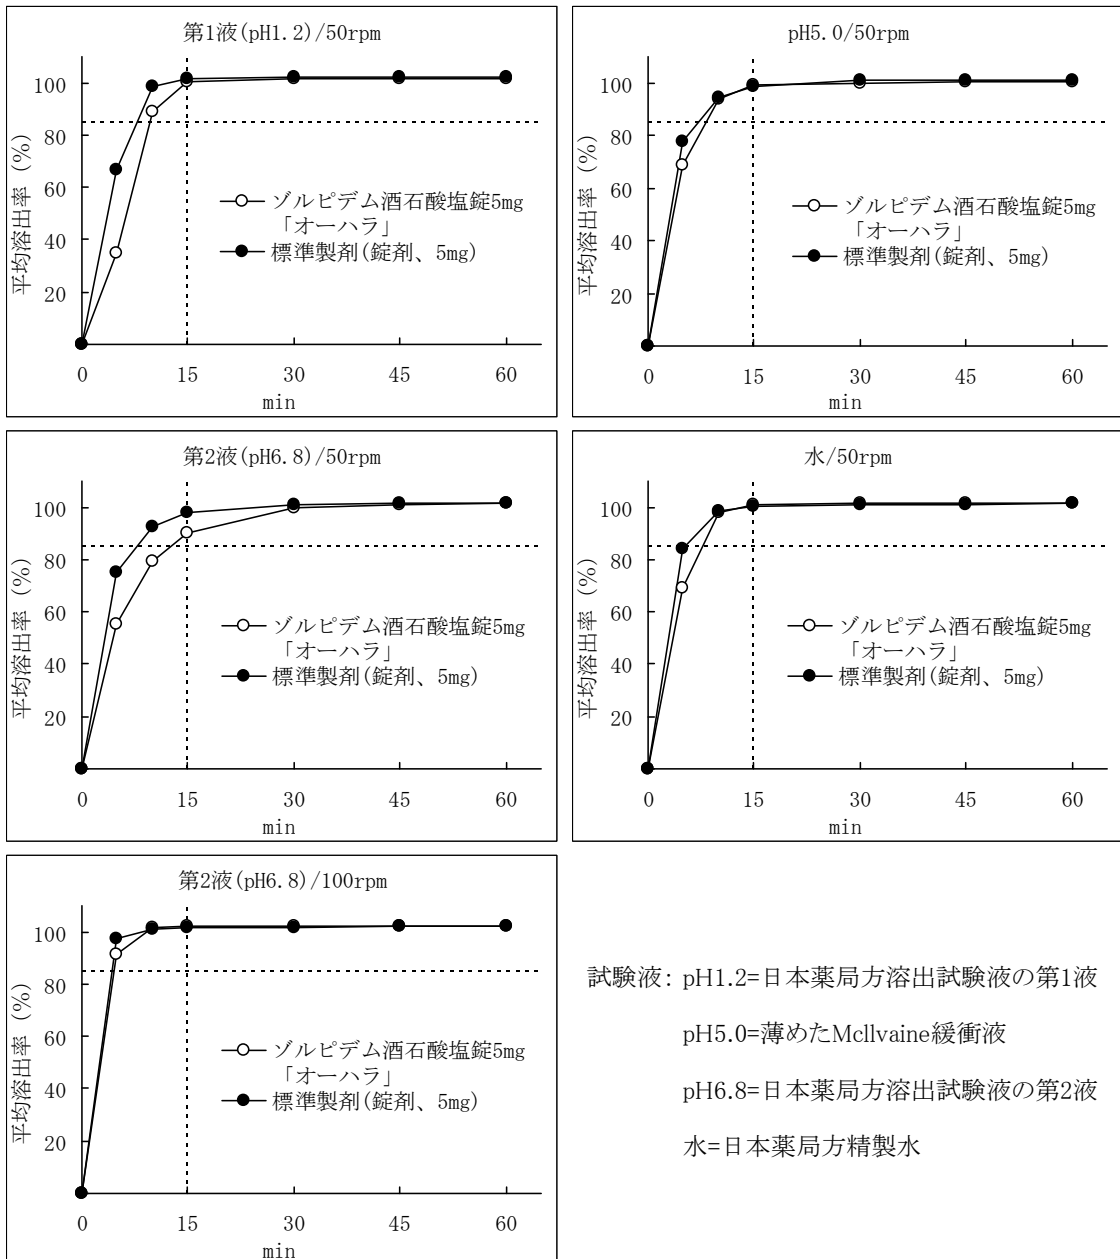 第1液(pH1.2)/50rpm
平均溶出率 (%)
100
80
60
40
20
ゾルピデム酒石酸塩錠5mg
「オーハラ」
標準製剤(錠剤、5mg)
0 15 30 45 60
min
pH5.0/50rpm
平均溶出率 (%)
100
80
60
40
20
ゾルピデム酒石酸塩錠5mg
「オーハラ」
標準製剤(錠剤、5mg)
0 15 30 45 60
min
第2液(pH6.8)/50rpm
平均溶出率 (%)
100
80
60
40
20
ゾルピデム酒石酸塩錠5mg
「オーハラ」
標準製剤(錠剤、5mg)
0 15 30 45 60
min
水/50rpm
平均溶出率 (%)
100
80
60
40
20
ゾルピデム酒石酸塩錠5mg
「オーハラ」
標準製剤(錠剤、5mg)
0 15 30 45 60
min
第2液(pH6.8)/100rpm
平均溶出率 (%)
100
80
60
40
20
ゾルピデム酒石酸塩錠5mg
「オーハラ」
標準製剤(錠剤、5mg)
0 15 30 45 60
min
試験液: pH1.2=日本薬局方溶出試験液の第1液
pH5.0=薄めたMcIlvaine緩衝液
pH6.8=日本薬局方溶出試験液の第2液
水=日本薬局方精製水